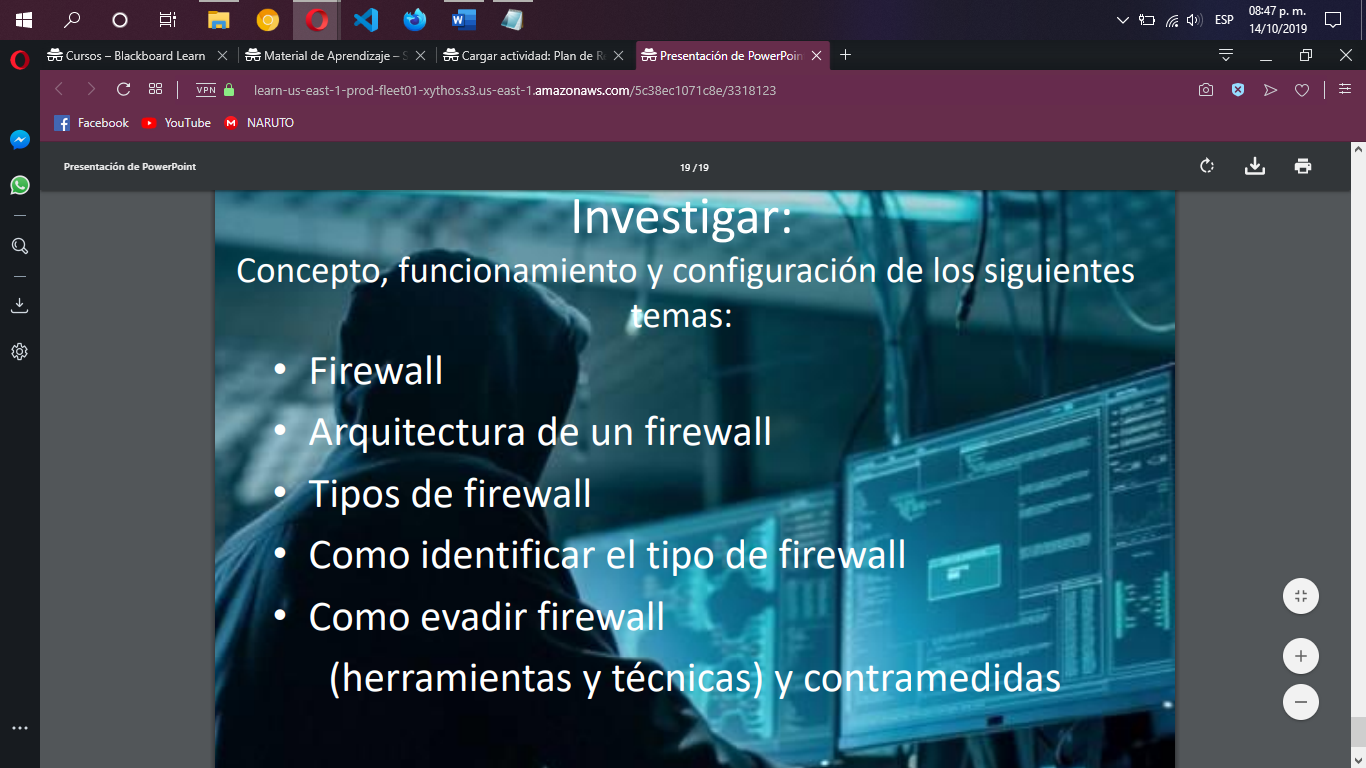 08:47 p. m.
ESP
14/10/2019
Cursos – Blackboard Learn
Material de Aprendizaje – S
Cargar actividad: Plan de R
Presentación de PowerPoin
VPN
learn-us-east-1-prod-fleet01-xythos.s3.us-east-1.amazonaws.com/5c38ec1071c8e/3318123
Facebook
YouTube
NARUTO
Presentación de PowerPoint
19 / 19
Investigar:
Concepto, funcionamiento y configuración de los siguientes
temas:
• Firewall
• Arquitectura de un firewall
• Tipos de firewall
• Como identificar el tipo de firewall
• Como evadir firewall
(herramientas y técnicas) y contramedidas